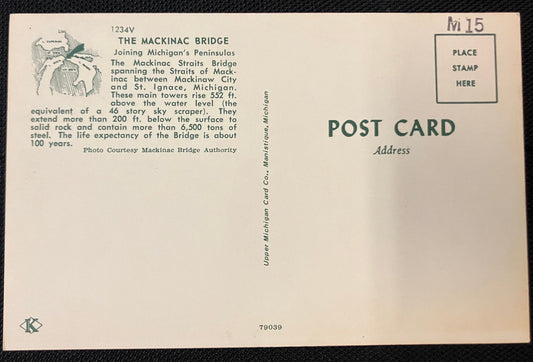 1234V
THE MACKINAC BRIDGE
Joining Michigan's Peninsulas
The Mackinac Straits Bridge
spanning the Straits of Mack-
inac between Mackinaw City
and St. Ignace, Michigan.
These main towers rise 552 ft.
above the water level (the
equivalent of a 46 story sky scraper). They
extend more than 200 ft. below the surface to
solid rock and contain more than 6,500 tons of
steel. The life expectancy of the Bridge is about
100 years.
Photo Courtesy Mackinac Bridge Authority
Upper Michigan Card Co., Manistique, Michigan
M 15
PLACE
STAMP
HERE
POST CARD
Address
K
79039